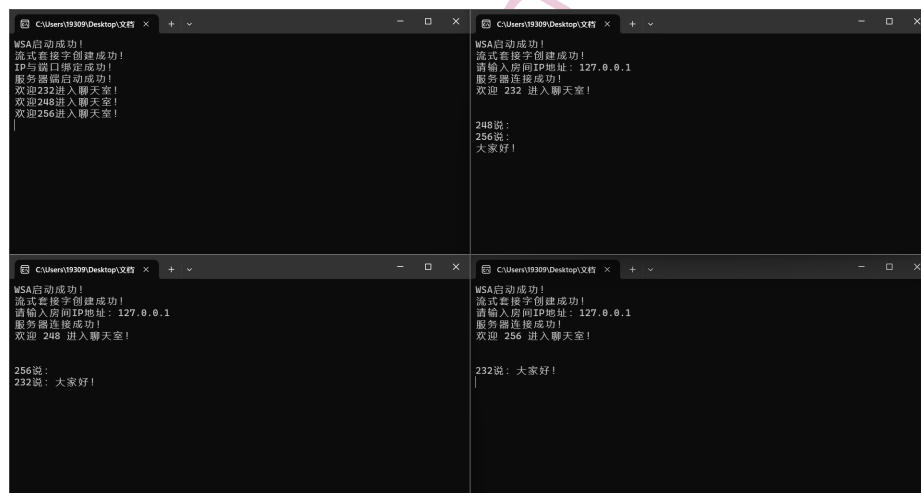 C:\Users\19309\Desktop\文档
WSA启动成功!
流式套接字创建成功!
IP与端口绑定成功!
服务器端启动成功!
欢迎232进入聊天室!
欢迎248进入聊天室!
欢迎256进入聊天室!
C:\Users\19309\Desktop\文档
WSA启动成功!
流式套接字创建成功!
请输入房间IP地址: 127.0.0.1
服务器连接成功!
欢迎 232 进入聊天室!
248说:
256说:
大家好!
C:\Users\19309\Desktop\文档
WSA启动成功!
流式套接字创建成功!
请输入房间IP地址: 127.0.0.1
服务器连接成功!
欢迎 248 进入聊天室!
256说:
232说: 大家好!
C:\Users\19309\Desktop\文档
WSA启动成功!
流式套接字创建成功!
请输入房间IP地址: 127.0.0.1
服务器连接成功!
欢迎 256 进入聊天室!
232说: 大家好!